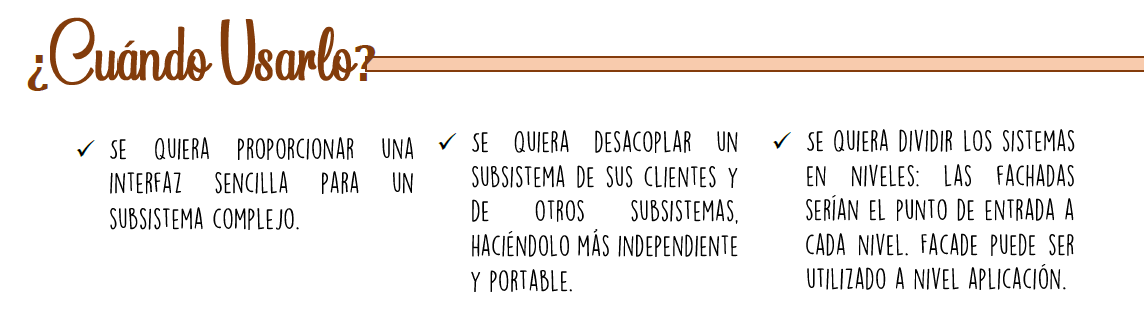 ¿Cuándo Usarlo?
✓ SE QUIERA PROPORCIONAR UNA
INTERFAZ SENCILLA PARA UN
SUBSISTEMA COMPLEJO.
✓ SE QUIERA DESACOPLAR UN
SUBSISTEMA DE SUS CLIENTES Y
DE OTROS SUBSISTEMAS,
HACIÉNDOLO MÁS INDEPENDIENTE
Y PORTABLE.
✓ SE QUIERA DIVIDIR LOS SISTEMAS
EN NIVELES: LAS FACHADAS
SERÍAN EL PUNTO DE ENTRADA A
CADA NIVEL. FACADE PUEDE SER
UTILIZADO A NIVEL APLICACIÓN.